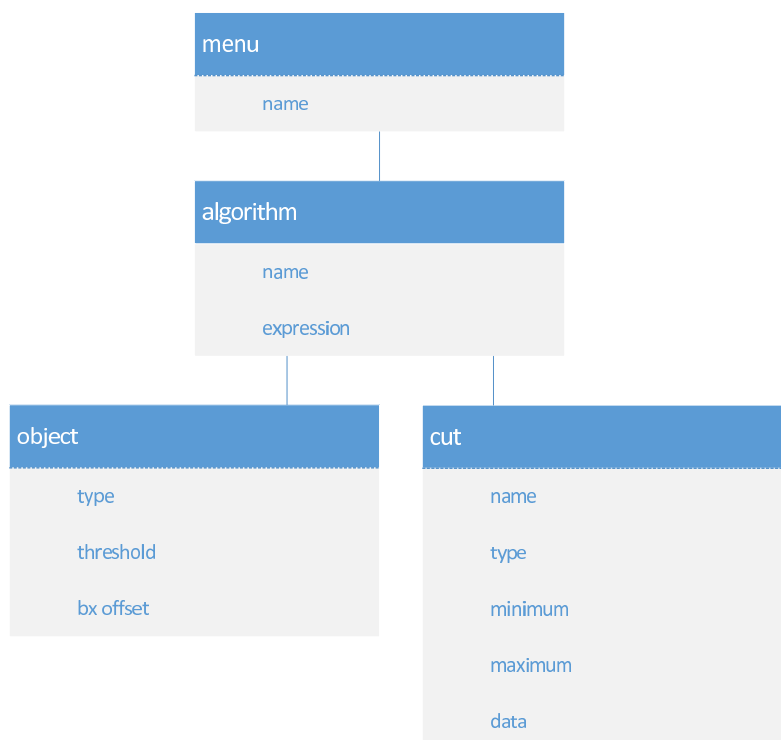 menu
name
algorithm
name
expression
object
type
threshold
bx offset
cut
name
type
minimum
maximum
data